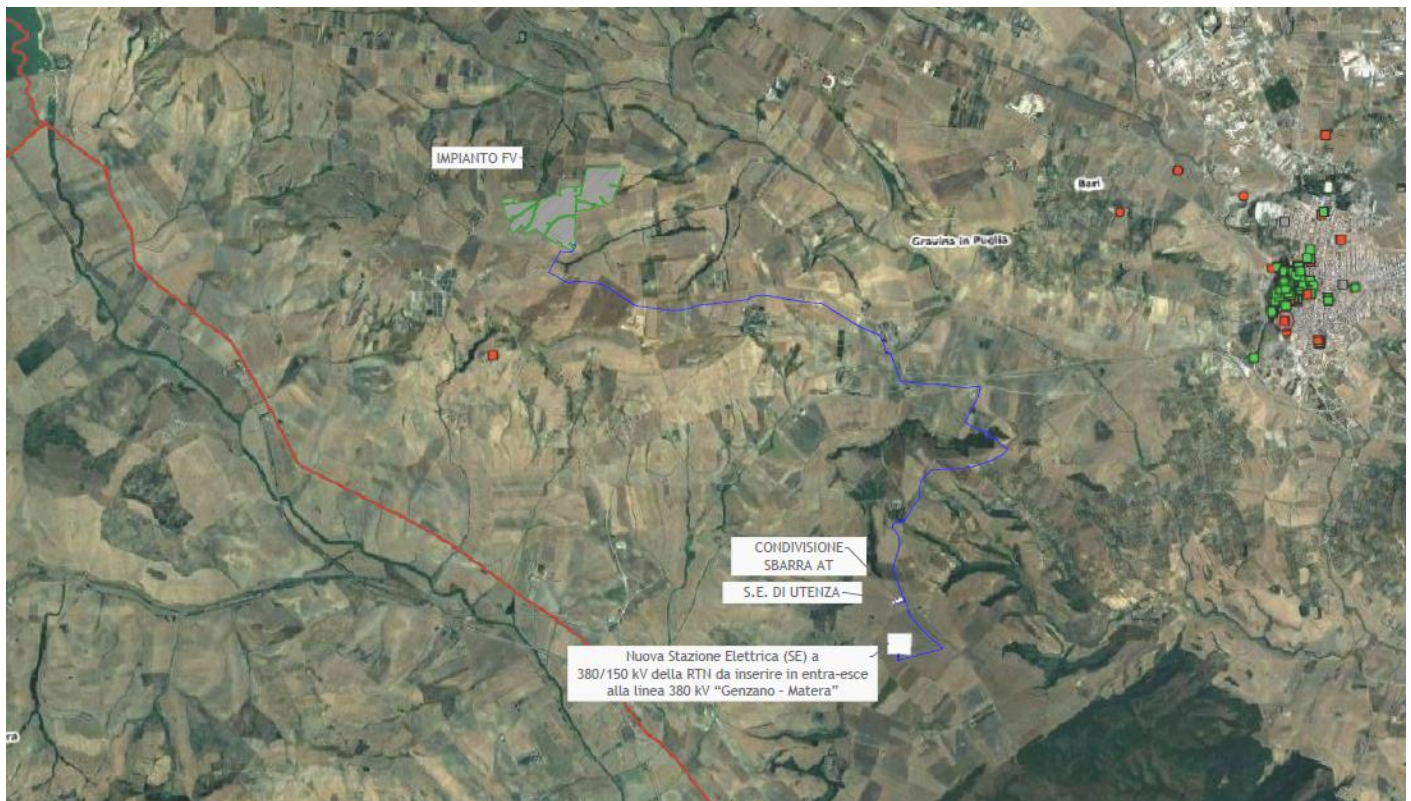 IMPIANTO FV
Bari
Gravina in Puglia
CONDIVISIONE
SBARRA AT
S.E. DI UTENZA
Nuova Stazione Elettrica (SE) a
380/150 kV della RTN da inserire in entra-esce
alla linea 380 kV “Genzano - Matera”
ra